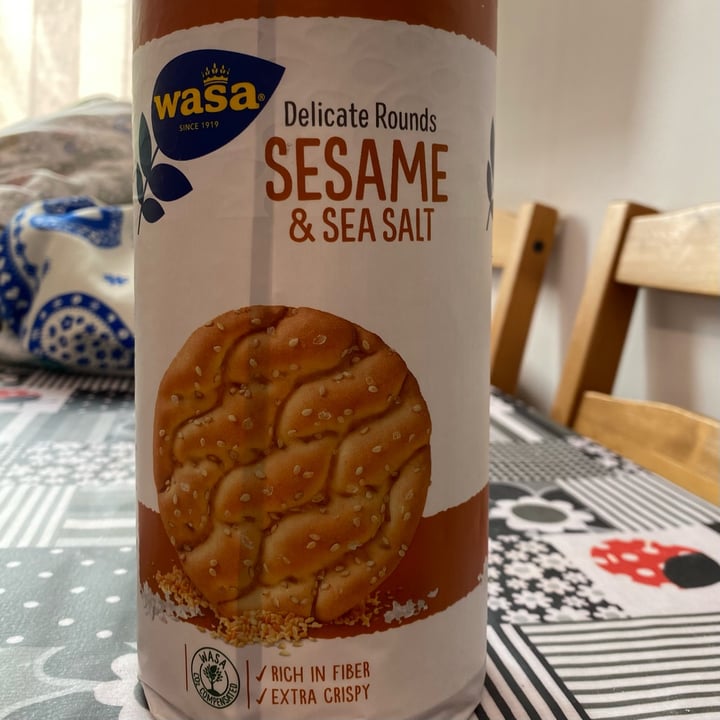 wasa®
SINCE 1919
Delicate Rounds
SESAME
& SEA SALT
WASA
CO2 COMPENSATED
✓ RICH IN FIBER
✓ EXTRA CRISPY